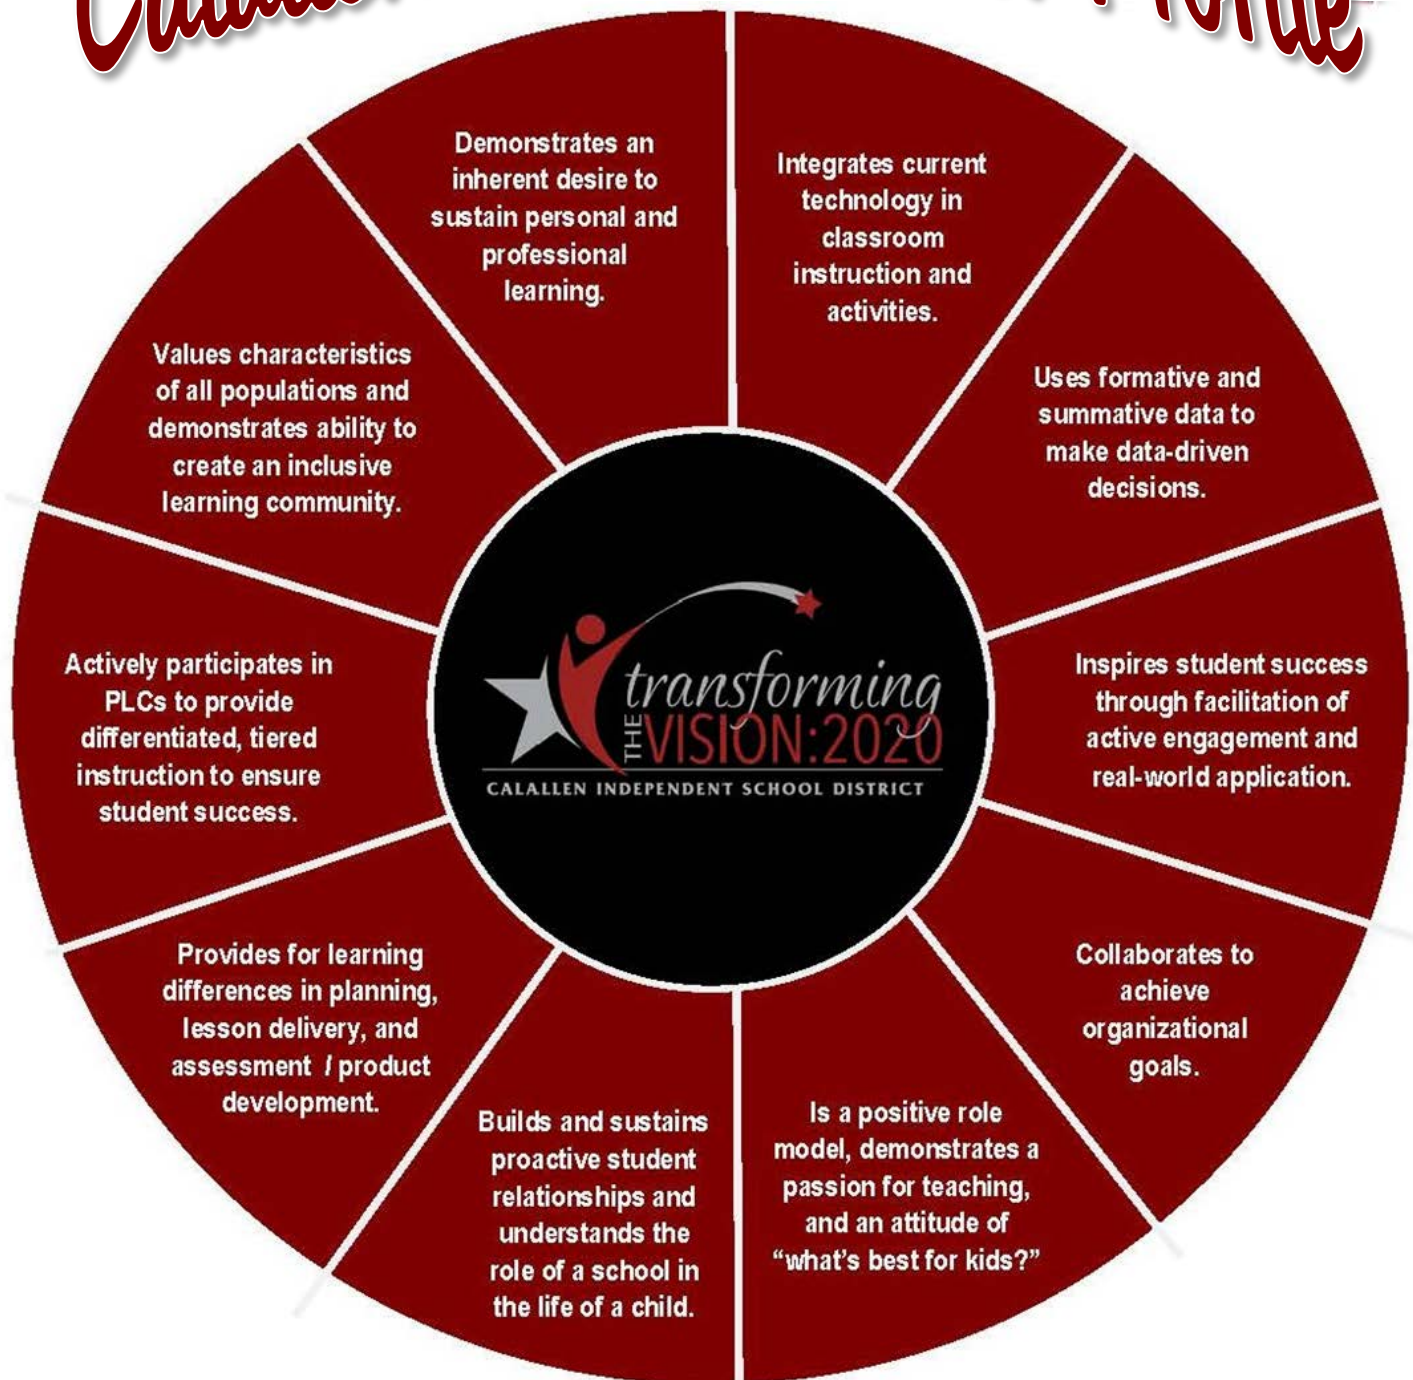 Profile
Demonstrates an
inherent desire to
sustain personal and
professional
learning.
Integrates current
technology in
classroom
instruction and
activities.
Uses formative and
summative data to
make data-driven
decisions.
Inspires student success
through facilitation of
active engagement and
real-world application.
Collaborates to
achieve
organizational
goals.
Is a positive role
model, demonstrates a
passion for teaching,
and an attitude of
“what’s best for kids?”
Builds and sustains
proactive student
relationships and
understands the
role of a school in
the life of a child.
Provides for learning
differences in planning,
lesson delivery, and
assessment / product
development.
Actively participates in
PLCs to provide
differentiated, tiered
instruction to ensure
student success.
Values characteristics
of all populations and
demonstrates ability to
create an inclusive
learning community.
transforming
THE VISION:2020
CALALLEN INDEPENDENT SCHOOL DISTRICT